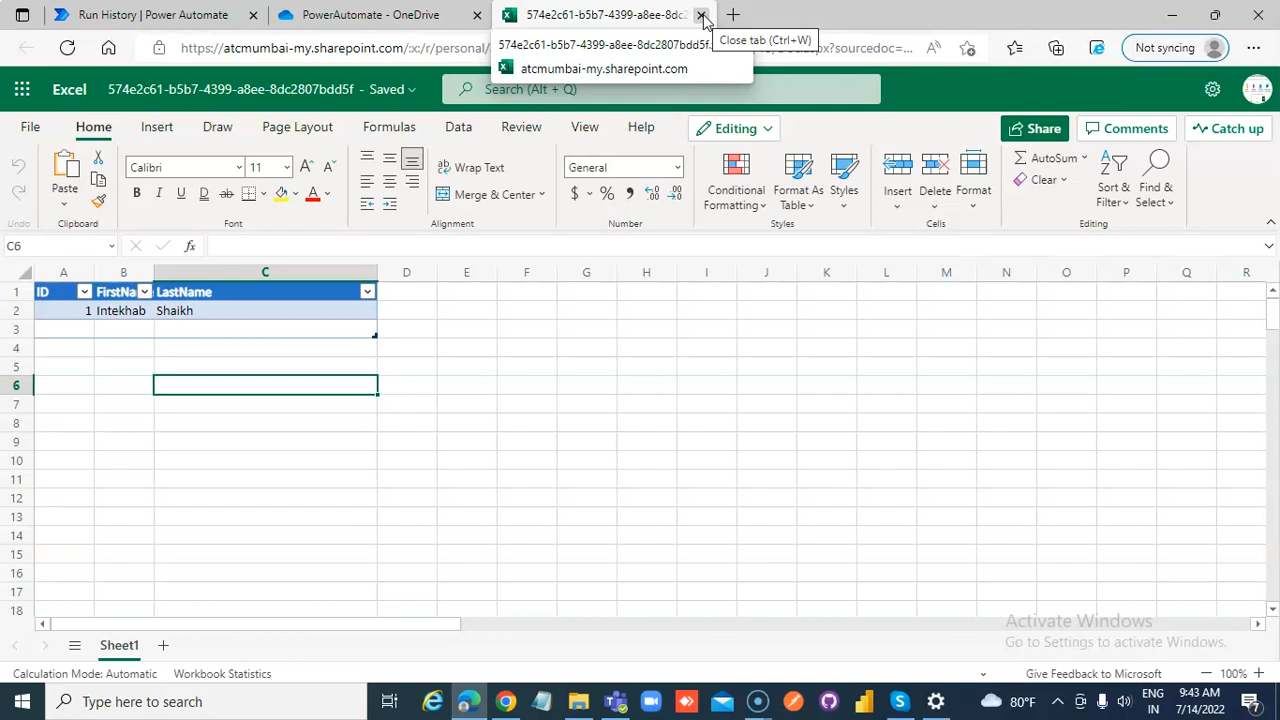 Run History | Power Automate
PowerAutomate - OneDrive
574e2c61-b5b7-4399-a8ee-8dc2
https://atcmumbai-my.sharepoint.com/:x:/r/personal/
574e2c61-b5b7-4399-a8ee-8dc2807bdd5f.
px?sourcedoc=...
Close tab (Ctrl+W)
atcmumbai-my.sharepoint.com
Not syncing
Excel
574e2c61-b5b7-4399-a8ee-8dc2807bdd5f - Saved
Search (Alt + Q)
File Home Insert Draw Page Layout Formulas Data Review View Help
Editing
Share
Comments
Catch up
Paste
Calibri
11
Wrap Text
General
Merge & Center
Conditional Formatting
Format As Table
Styles
Insert
Delete
Format
AutoSum
Clear
Sort & Filter
Find & Select
Undo Clipboard Font Alignment Number Styles Cells Editing
C6
fx
A B C D E F G H I J K L M N O P Q R
1 ID FirstNa LastName
2 1 Intekhab Shaikh
3
4
5
6
7
8
9
10
11
12
13
14
15
16
17
18
Activate Windows
Go to Settings to activate Windows.
Sheet1
Calculation Mode: Automatic
Workbook Statistics
Give Feedback to Microsoft
100%
Type here to search
80°F
ENG
IN
9:43 AM
7/14/2022